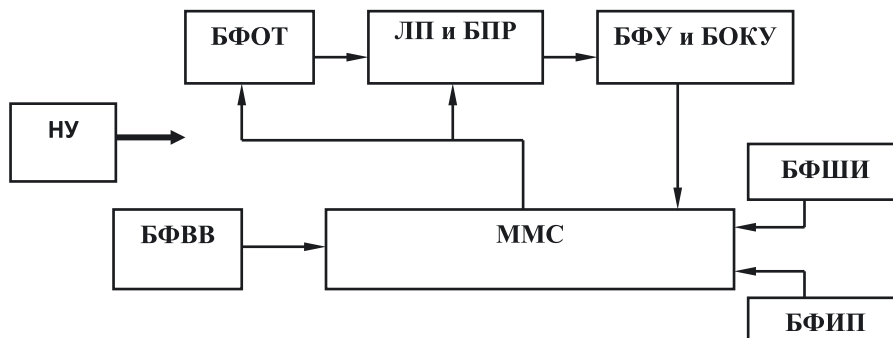 БФОТ
ЛП и БПР
БФУ и БОКУ
НУ
БФШИ
БФВВ
ММС
БФИП